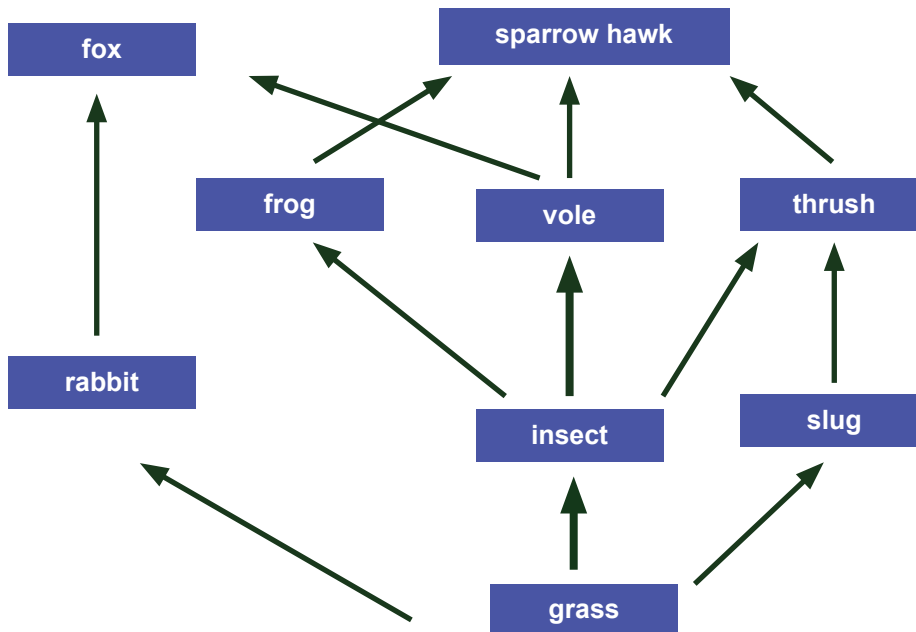 fox
sparrow hawk
frog
vole
thrush
rabbit
insect
slug
grass